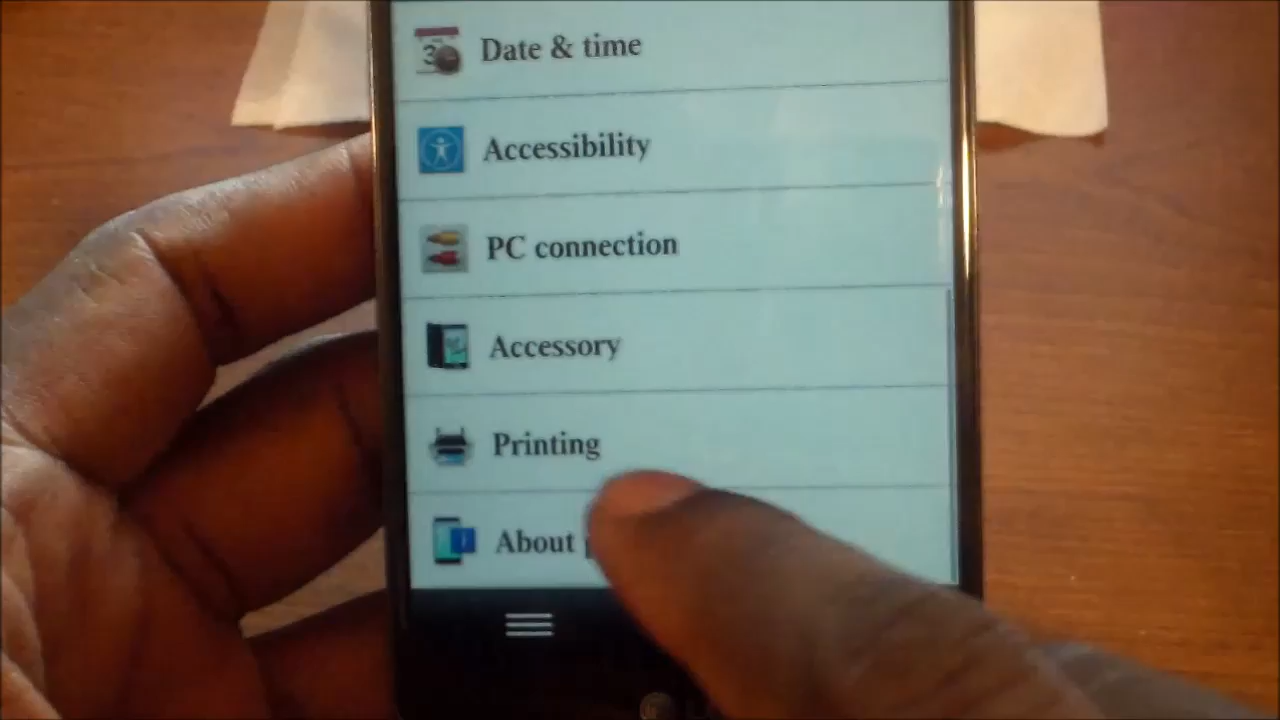 Date & time
Accessibility
PC connection
Accessory
Printing
About